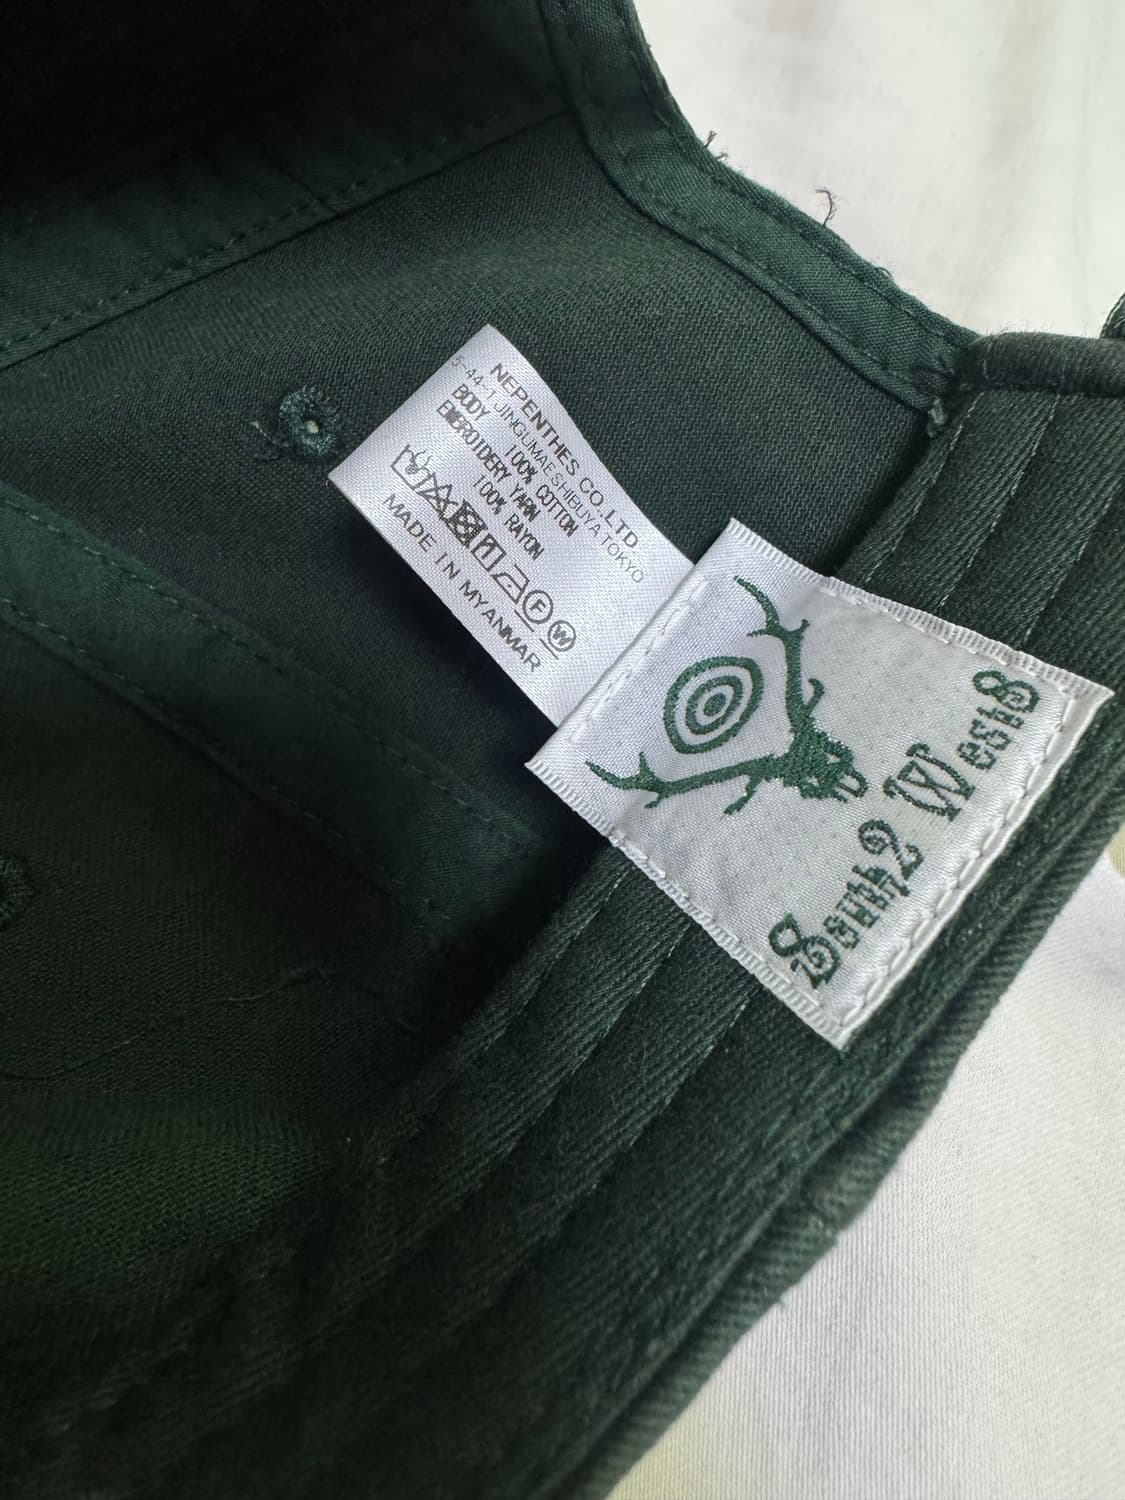 NEPENTHES CO.,LTD
5-44-1 JINGUMAE SHIBUYA TOKYO
BODY 100% COTTON
EMBROIDERY YARN
100% RAYON
F W
MADE IN MYANMAR
South2 West8